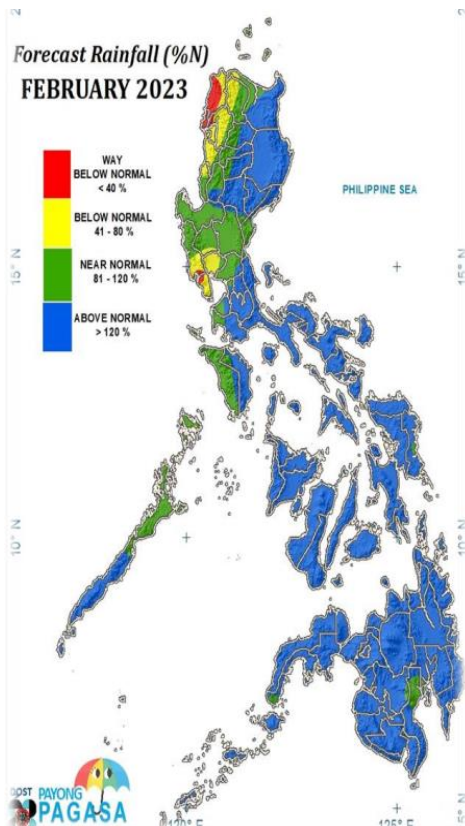 Forecast Rainfall (%N)
FEBRUARY 2023
WAY
BELOW NORMAL
< 40 %
BELOW NORMAL
41 - 80 %
NEAR NORMAL
81 - 120 %
ABOVE NORMAL
> 120 %
PHILIPPINE SEA
15° N
15° N
10° N
10° N
PAYONG
PAGASA
125° E